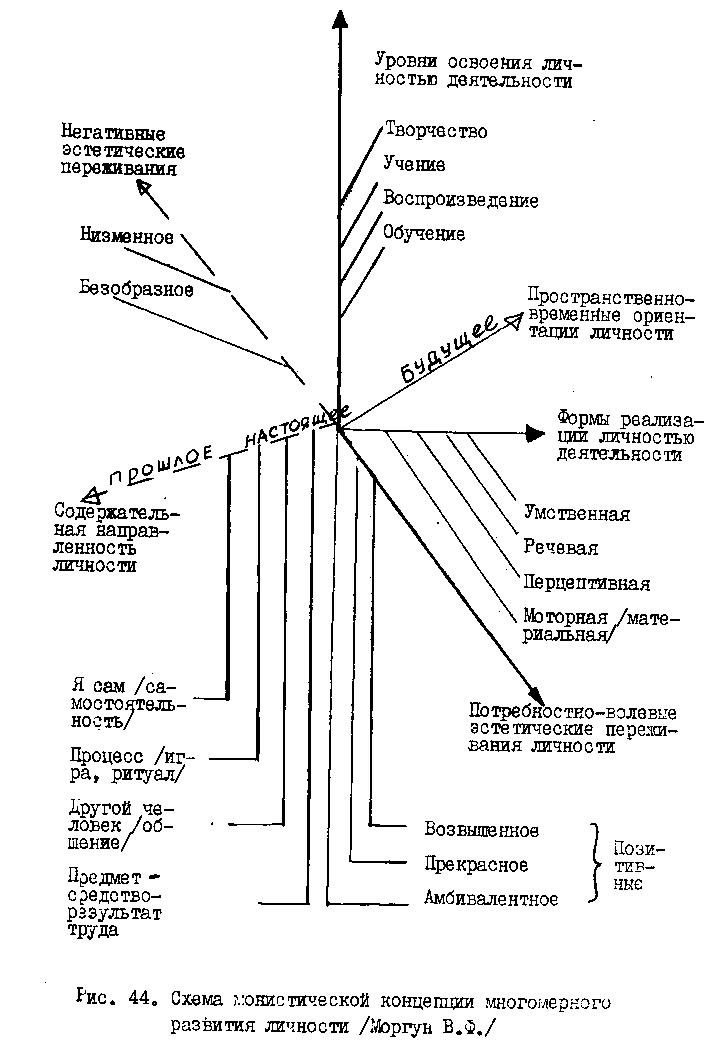 Уровни освоения лич-
ностью деятельности
Творчество
Учение
Воспроизведение
Обучение
Негативные
эстетические
переживания
Низменное
Безобразное
Пространственно-
временные ориен-
тации личности
БУДУЩЕЕ
НАСТОЯЩЕЕ
ПРОШЛОЕ
Формы реализа-
ции личностью
деятельности
Умственная
Речевая
Перцептивная
Моторная /мате-
риальная/
Содержатель-
ная направ-
ленность
личности
Потребностно-волевые
эстетические пережи-
вания личности
Я сам /са-
мостоятель-
ность/
Процесс /иг-
ра, ритуал/
Другой че-
ловек /об-
щение/
Предмет -
средство-
результат
труда
Возвышенное
Прекрасное
Амбивалентное
Пози-
тив-
ные
Рис. 44. Схема монистической концепции многомерного
развития личности /Моргун В.Ф./